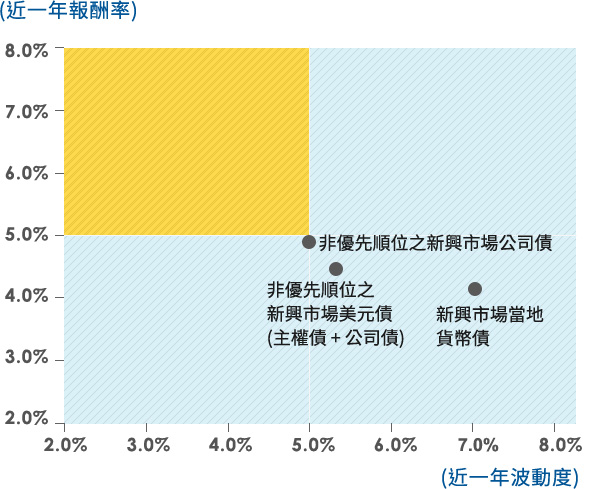 (近一年報酬率)
8.0%
7.0%
6.0%
5.0%
非優先順位之新興市場公司債
4.0%
非優先順位之
新興市場美元債
(主權債+公司債)
新興市場當地
貨幣債
3.0%
2.0%
2.0% 3.0% 4.0% 5.0% 6.0% 7.0% 8.0%
(近一年波動度)